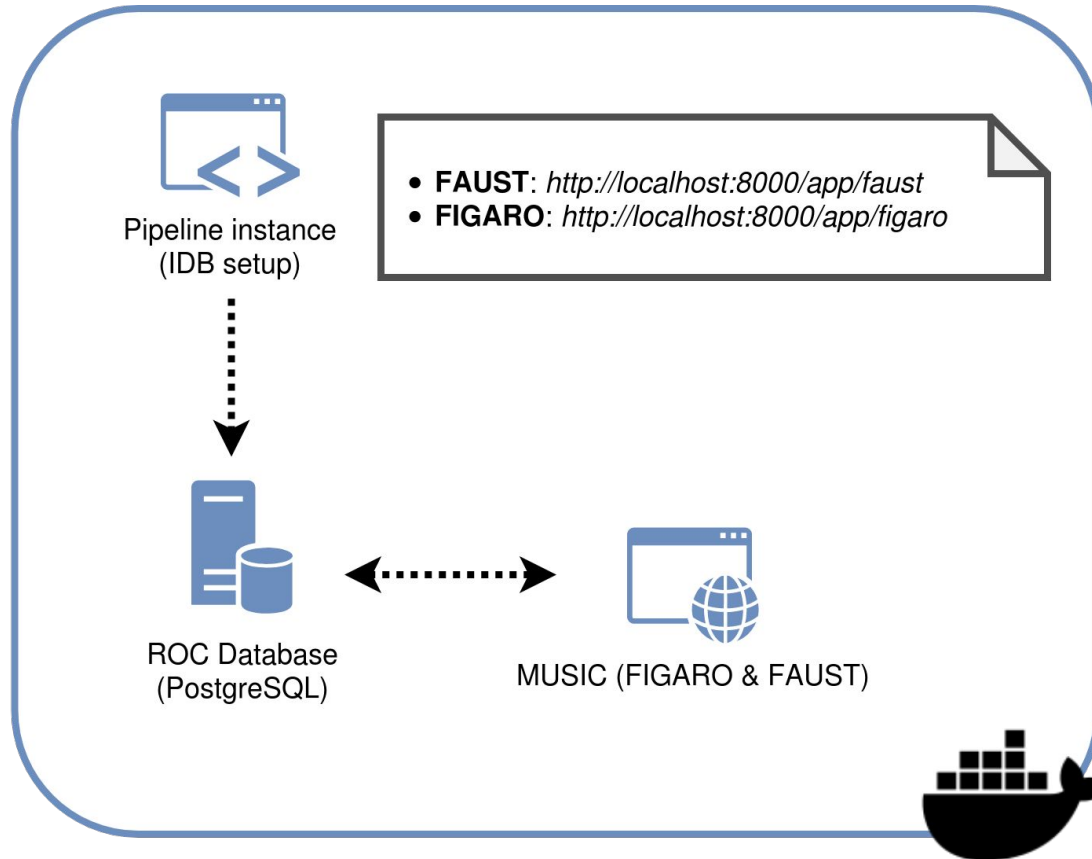 Pipeline instance
(IDB setup)
• FAUST: http://localhost:8000/app/faust
• FIGARO: http://localhost:8000/app/figaro
ROC Database
(PostgreSQL)
MUSIC (FIGARO & FAUST)